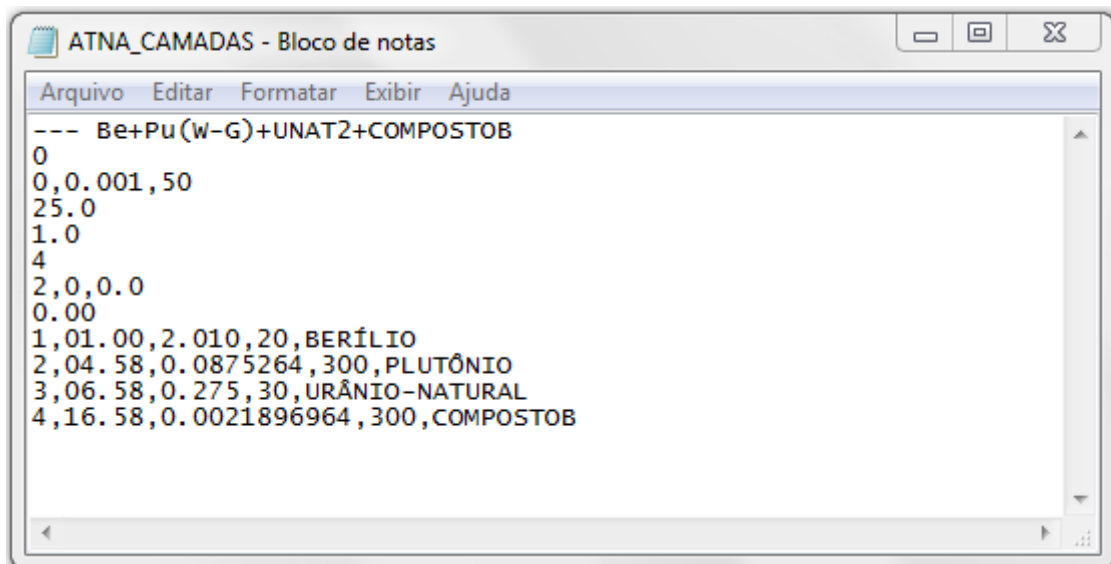 ATNA_CAMADAS - Bloco de notas
Arquivo Editar Formatar Exibir Ajuda
--- Be+Pu(W-G)+UNAT2+COMPOSTOB
0
0,0.001,50
25.0
1.0
4
2,0,0.0
0.00
1,01.00,2.010,20,BERÍLIO
2,04.58,0.0875264,300,PLUTÔNIO
3,06.58,0.275,30,URÂNIO-NATURAL
4,16.58,0.0021896964,300,COMPOSTOB